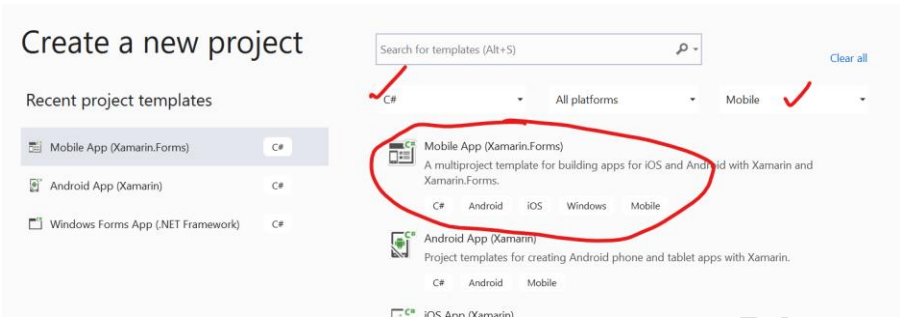 Create a new project
Search for templates (Alt+S)
Clear all
Recent project templates
C#
All platforms
Mobile
Mobile App (Xamarin.Forms) C#
Android App (Xamarin) C#
Windows Forms App (.NET Framework) C#
Mobile App (Xamarin.Forms)
A multiproject template for building apps for iOS and Android with Xamarin and
Xamarin.Forms.
C# Android iOS Windows Mobile
Android App (Xamarin)
Project templates for creating Android phone and tablet apps with Xamarin.
C# Android Mobile
iOS App (Xamarin)